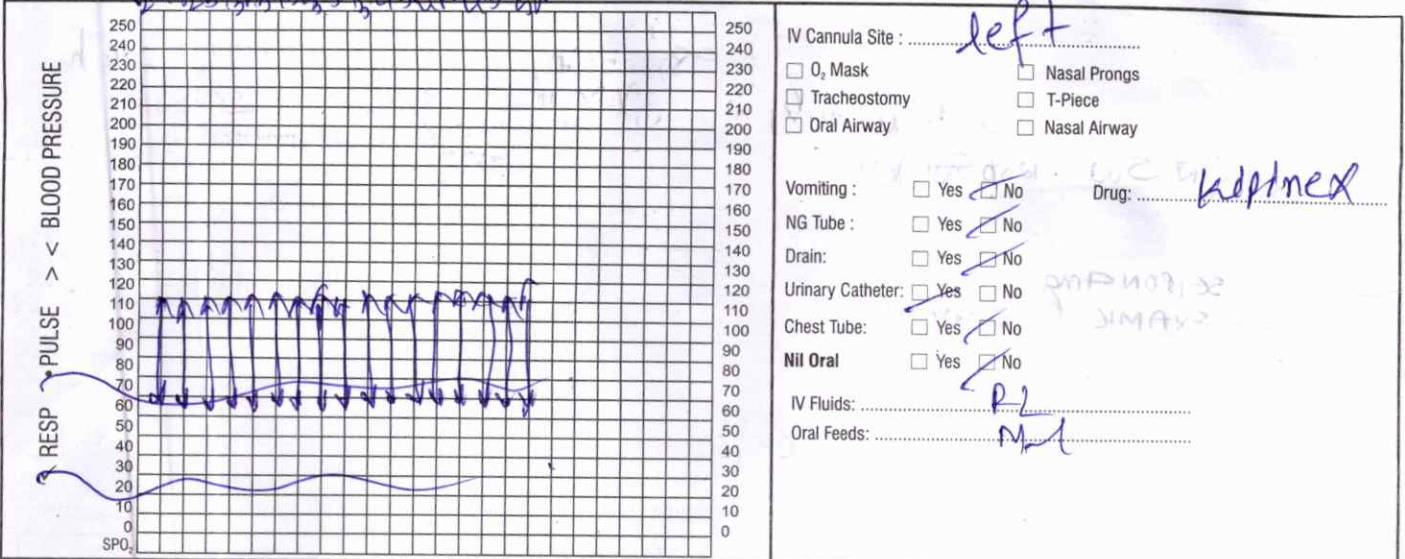 250 250
240 240
230 230
220 220
210 210
200 200
190 190
180 180
170 170
160 160
150 150
140 140
130 130
120 120
110 110
100 100
90 90
80 80
70 70
60 60
50 50
40 40
30 30
20 20
10 10
0 0
SPO₂
RESP • PULSE > < BLOOD PRESSURE
IV Cannula Site : left
☐ O₂ Mask ☐ Nasal Prongs
☐ Tracheostomy ☐ T-Piece
☐ Oral Airway ☐ Nasal Airway
Vomiting : ☐ Yes ☐ No Drug:
NG Tube : ☐ Yes ☐ No
Drain: ☐ Yes ☐ No
Urinary Catheter: ☐ Yes ☐ No
Chest Tube: ☐ Yes ☐ No
Nil Oral ☐ Yes ☐ No
IV Fluids:
Oral Feeds: